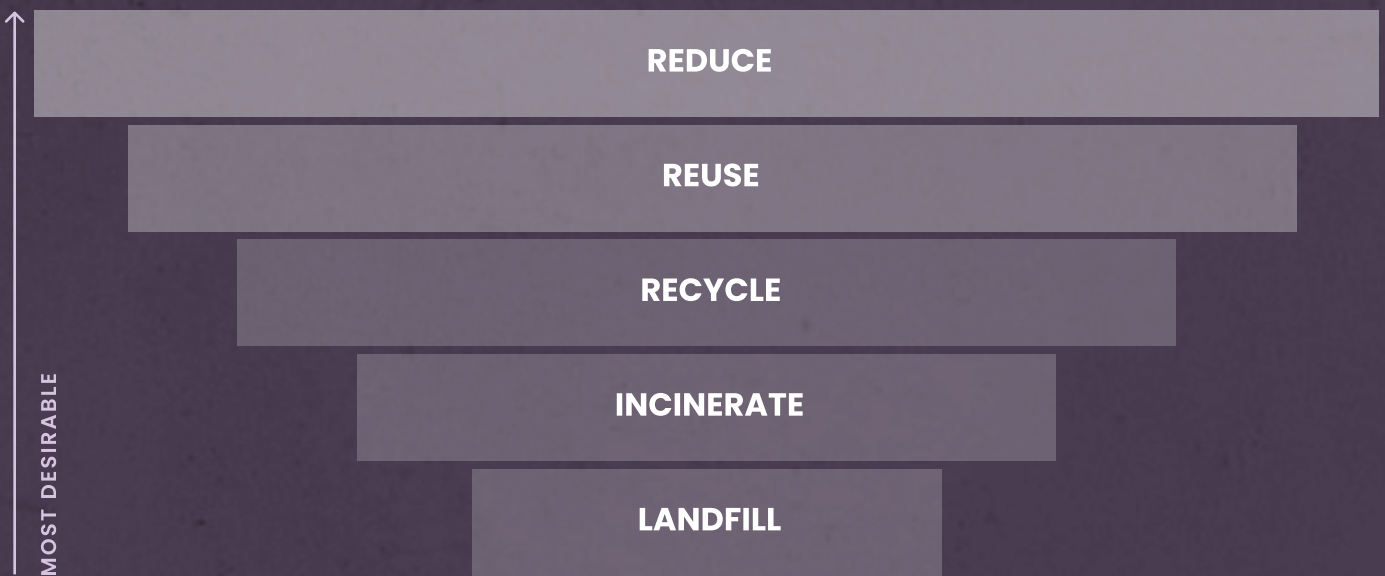 REDUCE
REUSE
RECYCLE
INCINERATE
LANDFILL
MOST DESIRABLE